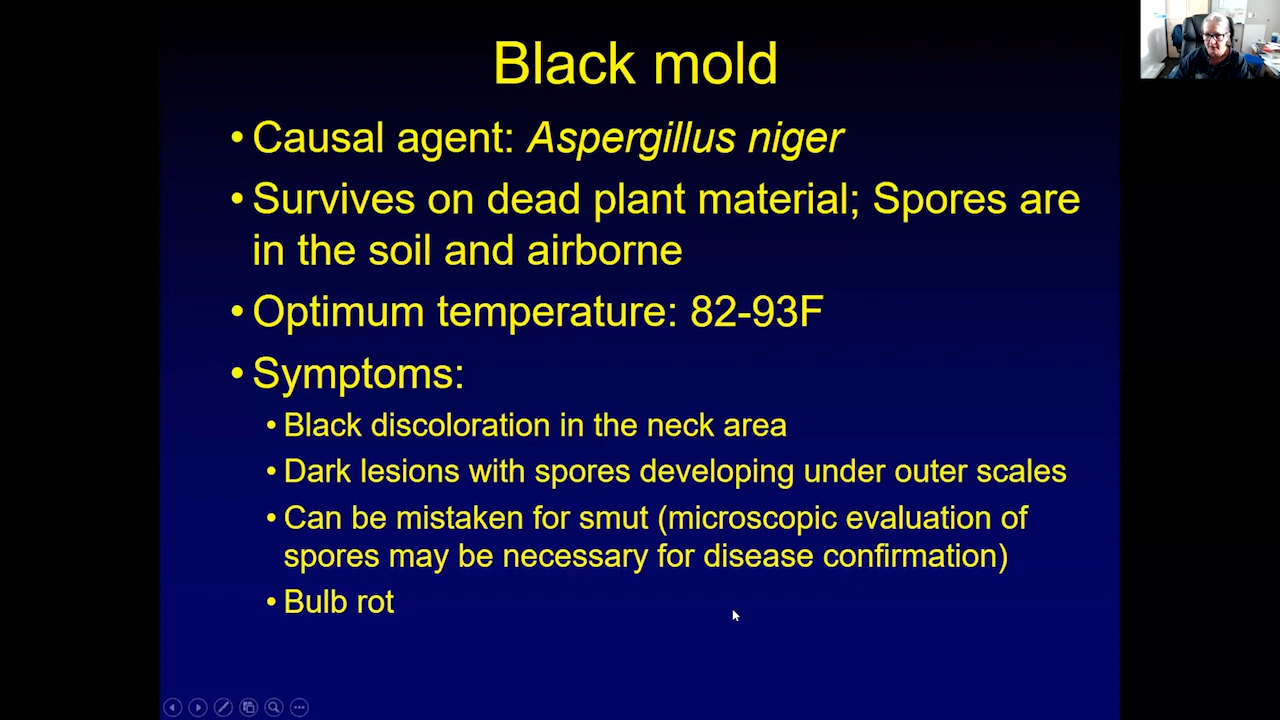 Black mold
• Causal agent: Aspergillus niger
• Survives on dead plant material; Spores are
in the soil and airborne
• Optimum temperature: 82-93F
• Symptoms:
• Black discoloration in the neck area
• Dark lesions with spores developing under outer scales
• Can be mistaken for smut (microscopic evaluation of
spores may be necessary for disease confirmation)
• Bulb rot